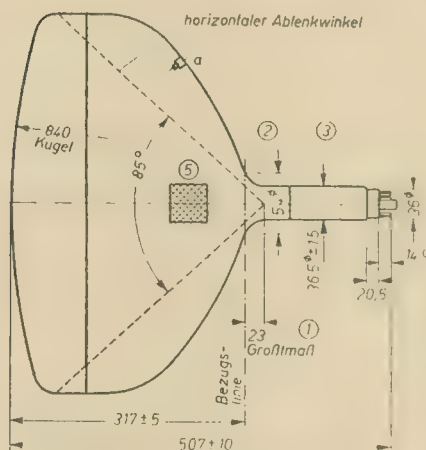 horizontaler Ablenkwinkel
a
840
Kugel
85°
②
③
⑤
36,5 ⌀ ± 1,5
36 ⌀
20,5
23
Großtmaß
①
Bezugs-
linie
317 ± 5
507 ± 10